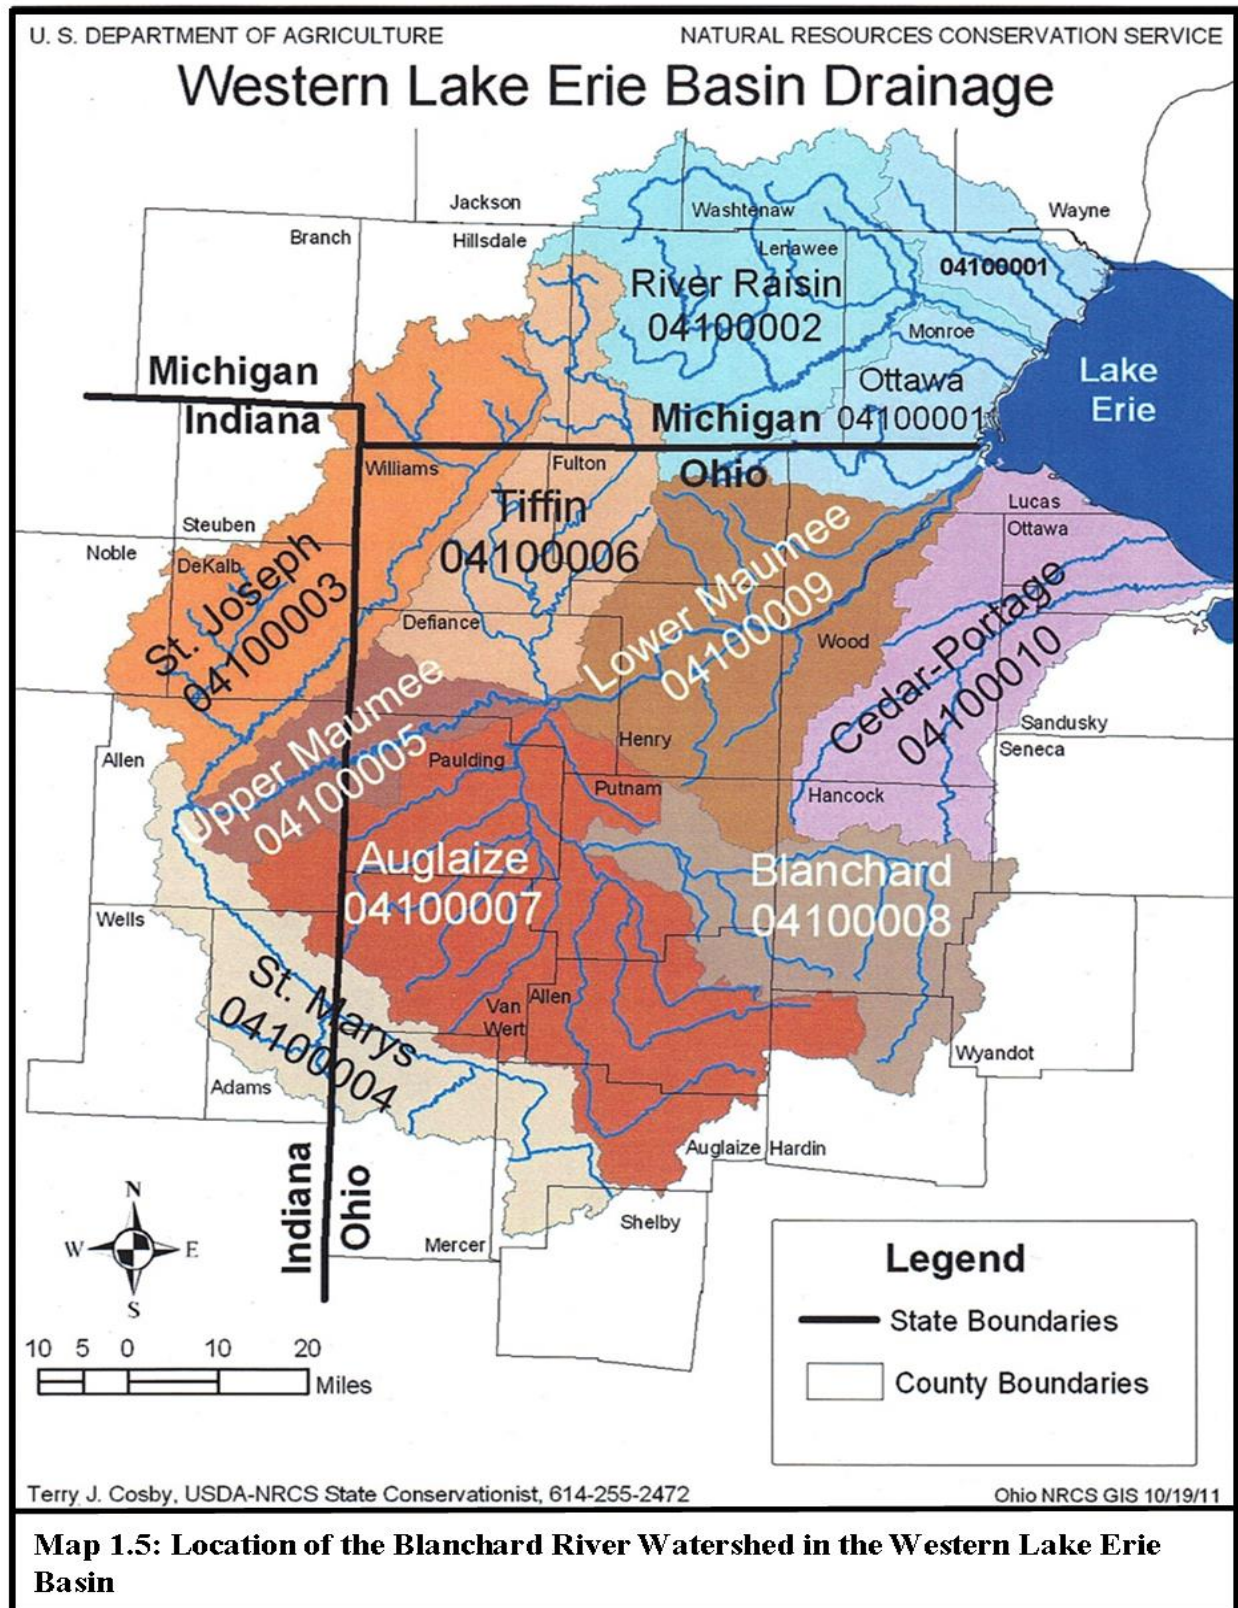 U. S. DEPARTMENT OF AGRICULTURE
NATURAL RESOURCES CONSERVATION SERVICE
Western Lake Erie Basin Drainage
Jackson
Washtenaw
Wayne
Branch
Hillsdale
Lenawee
04100001
River Raisin
04100002
Monroe
Ottawa
04100001
Lake
Erie
Michigan
Indiana
Michigan
Ohio
Williams
Fulton
Tiffin
04100006
Lucas
Ottawa
Steuben
Noble
DeKalb
St. Joseph
04100003
Defiance
Lower Maumee
04100009
Wood
Cedar-Portage
04100010
Upper Maumee
04100005
Sandusky
Seneca
Henry
Allen
Paulding
Putnam
Hancock
Auglaize
04100007
Blanchard
04100008
Wells
St. Marys
04100004
Van
Wert
Allen
Wyandot
Adams
Auglaize
Hardin
Indiana
Ohio
Shelby
Mercer
N
W
E
S
10 5 0 10 20
Miles
Legend
State Boundaries
County Boundaries
Terry J. Cosby, USDA-NRCS State Conservationist, 614-255-2472
Ohio NRCS GIS 10/19/11
Map 1.5: Location of the Blanchard River Watershed in the Western Lake Erie
Basin